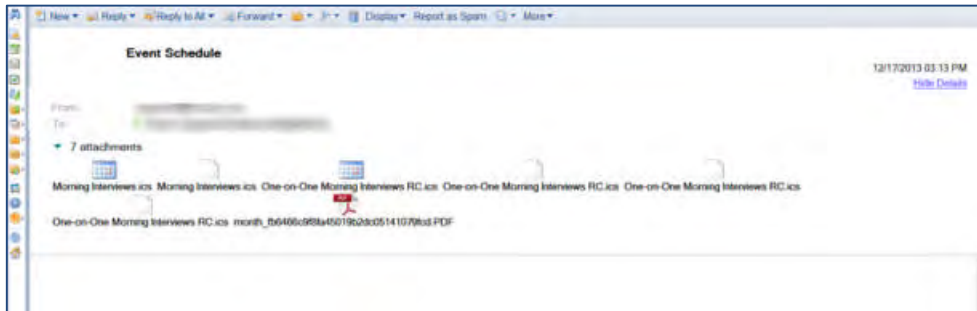 New Reply Reply to All Forward Display Report as Spam More
Event Schedule
12/17/2013 03:13 PM
Hide Details
From:
To:
7 attachments
Morning Interviews.ics Morning Interviews.ics One-on-One Morning Interviews RC.ics One-on-One Morning Interviews RC.ics One-on-One Morning Interviews RC.ics
One-on-One Morning Interviews RC.ics